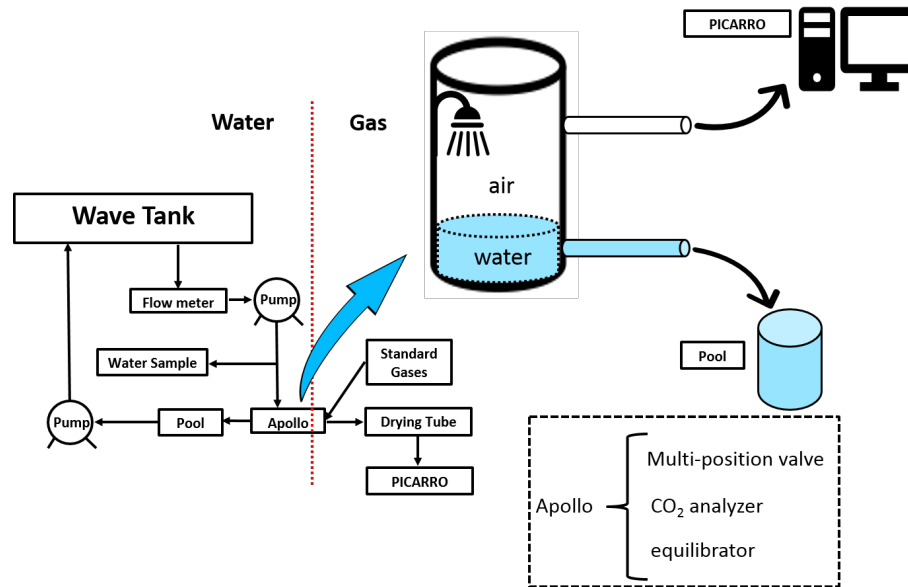 PICARRO
Water
Gas
air
Wave Tank
water
Flow meter
Pump
Standard
Gases
Water Sample
Pool
Pump
Pool
Apollo
Drying Tube
PICARRO
Multi-position valve
Apollo
CO₂ analyzer
equilibrator